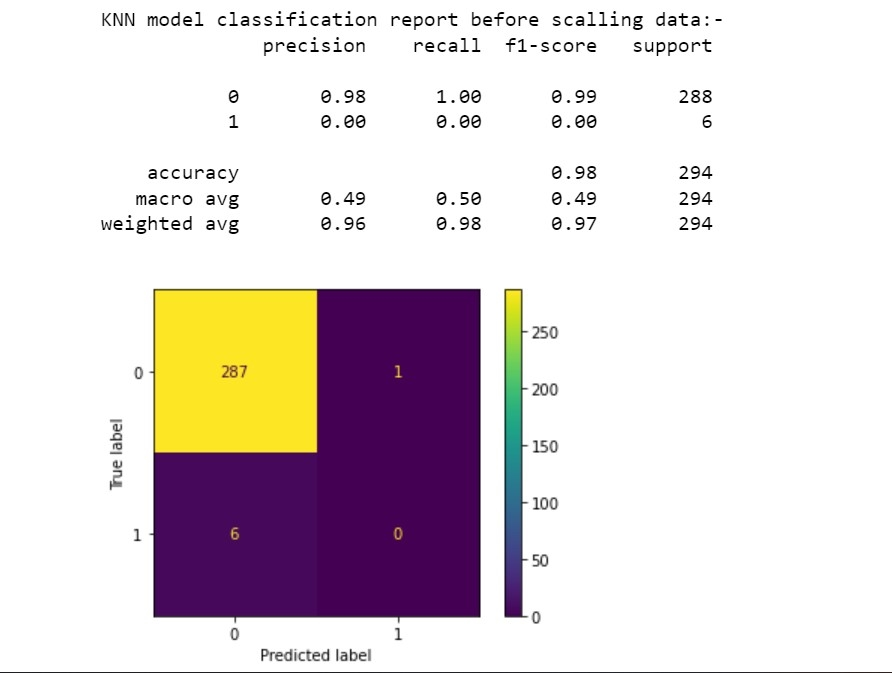 KNN model classification report before scalling data:-
precision recall f1-score support
0 0.98 1.00 0.99 288
1 0.00 0.00 0.00 6
accuracy 0.98 294
macro avg 0.49 0.50 0.49 294
weighted avg 0.96 0.98 0.97 294
250
200
150
100
50
0
True label
0
287 1
1
6 0
0 1
Predicted label